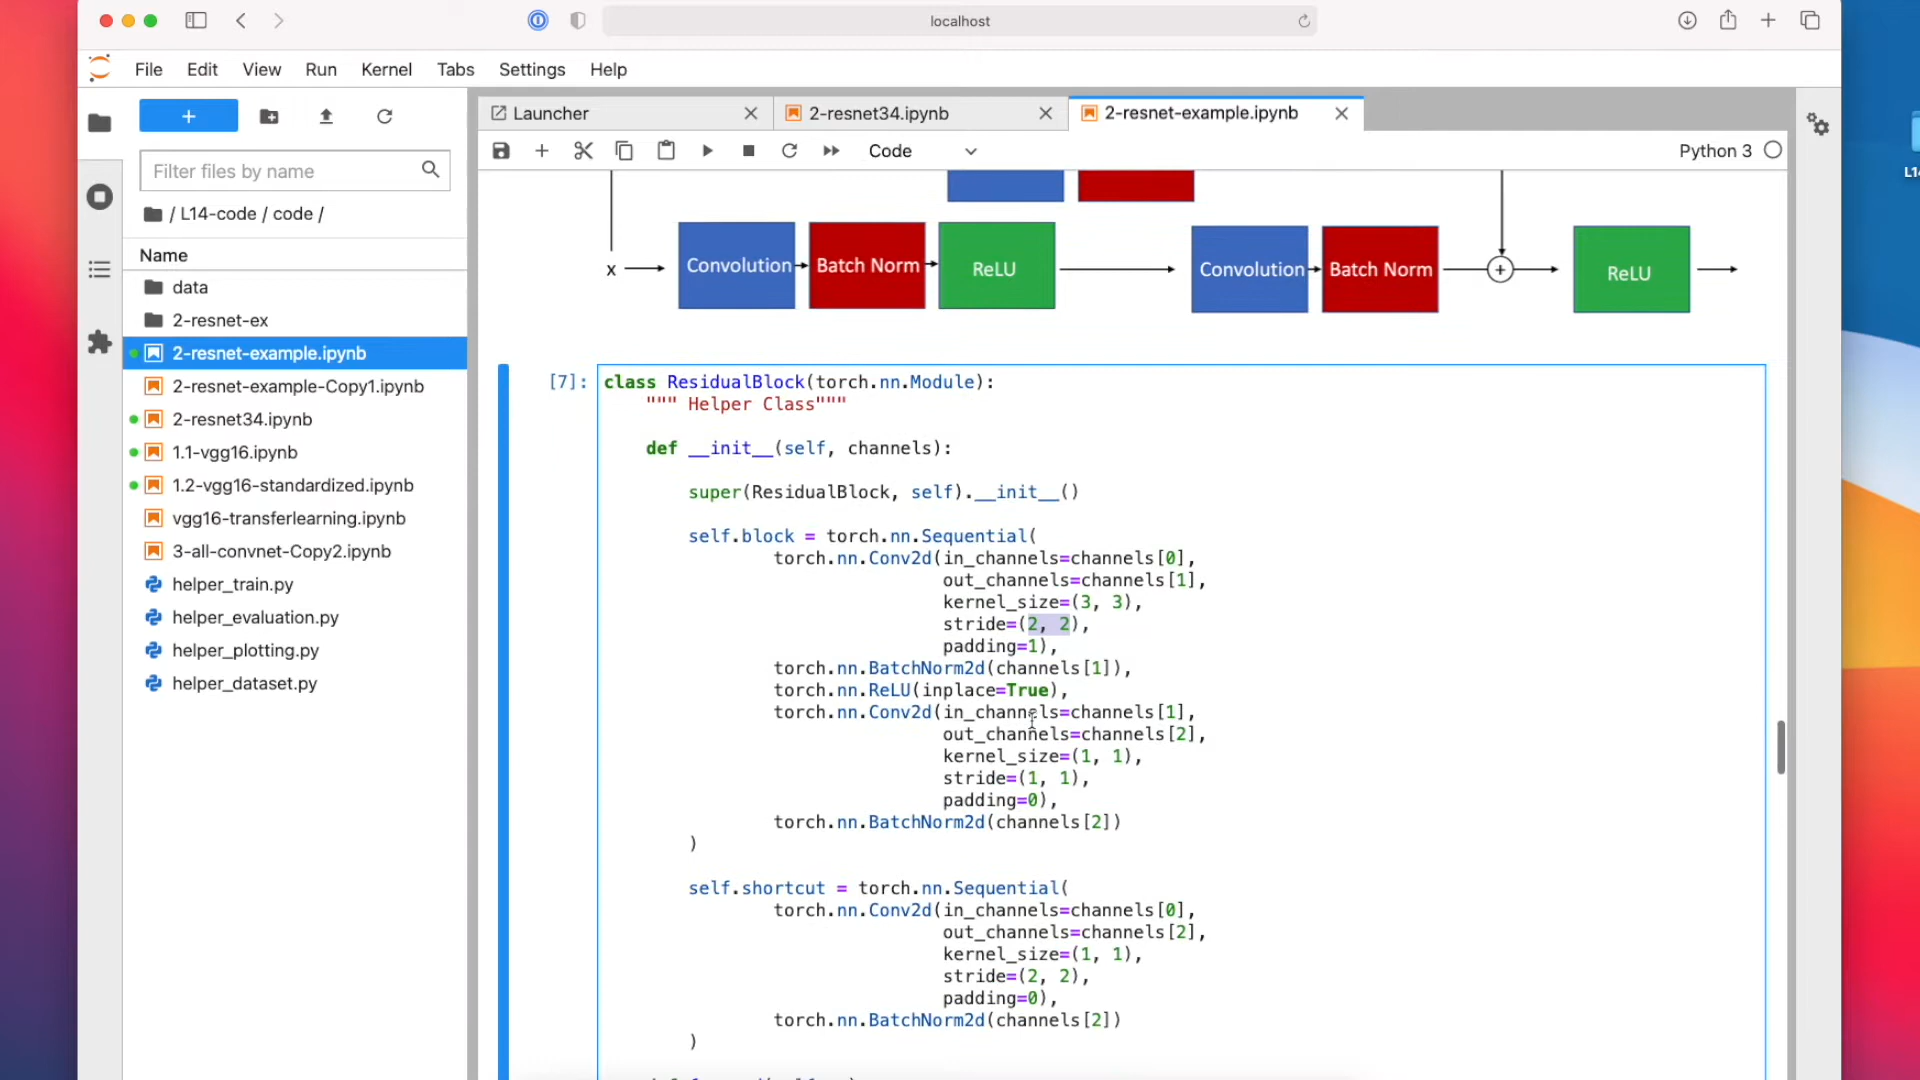 localhost
File Edit View Run Kernel Tabs Settings Help
Launcher
2-resnet34.ipynb
2-resnet-example.ipynb
Code
Python 3
Filter files by name
/ L14-code / code /
Name
data
2-resnet-ex
2-resnet-example.ipynb
2-resnet-example-Copy1.ipynb
2-resnet34.ipynb
1.1-vgg16.ipynb
1.2-vgg16-standardized.ipynb
vgg16-transferlearning.ipynb
3-all-convnet-Copy2.ipynb
helper_train.py
helper_evaluation.py
helper_plotting.py
helper_dataset.py
x Convolution Batch Norm ReLU Convolution Batch Norm + ReLU
[7]: class ResidualBlock(torch.nn.Module):
""" Helper Class"""
def __init__(self, channels):
super(ResidualBlock, self).__init__()
self.block = torch.nn.Sequential(
torch.nn.Conv2d(in_channels=channels[0],
out_channels=channels[1],
kernel_size=(3, 3),
stride=(2, 2),
padding=1),
torch.nn.BatchNorm2d(channels[1]),
torch.nn.ReLU(inplace=True),
torch.nn.Conv2d(in_channels=channels[1],
out_channels=channels[2],
kernel_size=(1, 1),
stride=(1, 1),
padding=0),
torch.nn.BatchNorm2d(channels[2])
)
self.shortcut = torch.nn.Sequential(
torch.nn.Conv2d(in_channels=channels[0],
out_channels=channels[2],
kernel_size=(1, 1),
stride=(2, 2),
padding=0),
torch.nn.BatchNorm2d(channels[2])
)